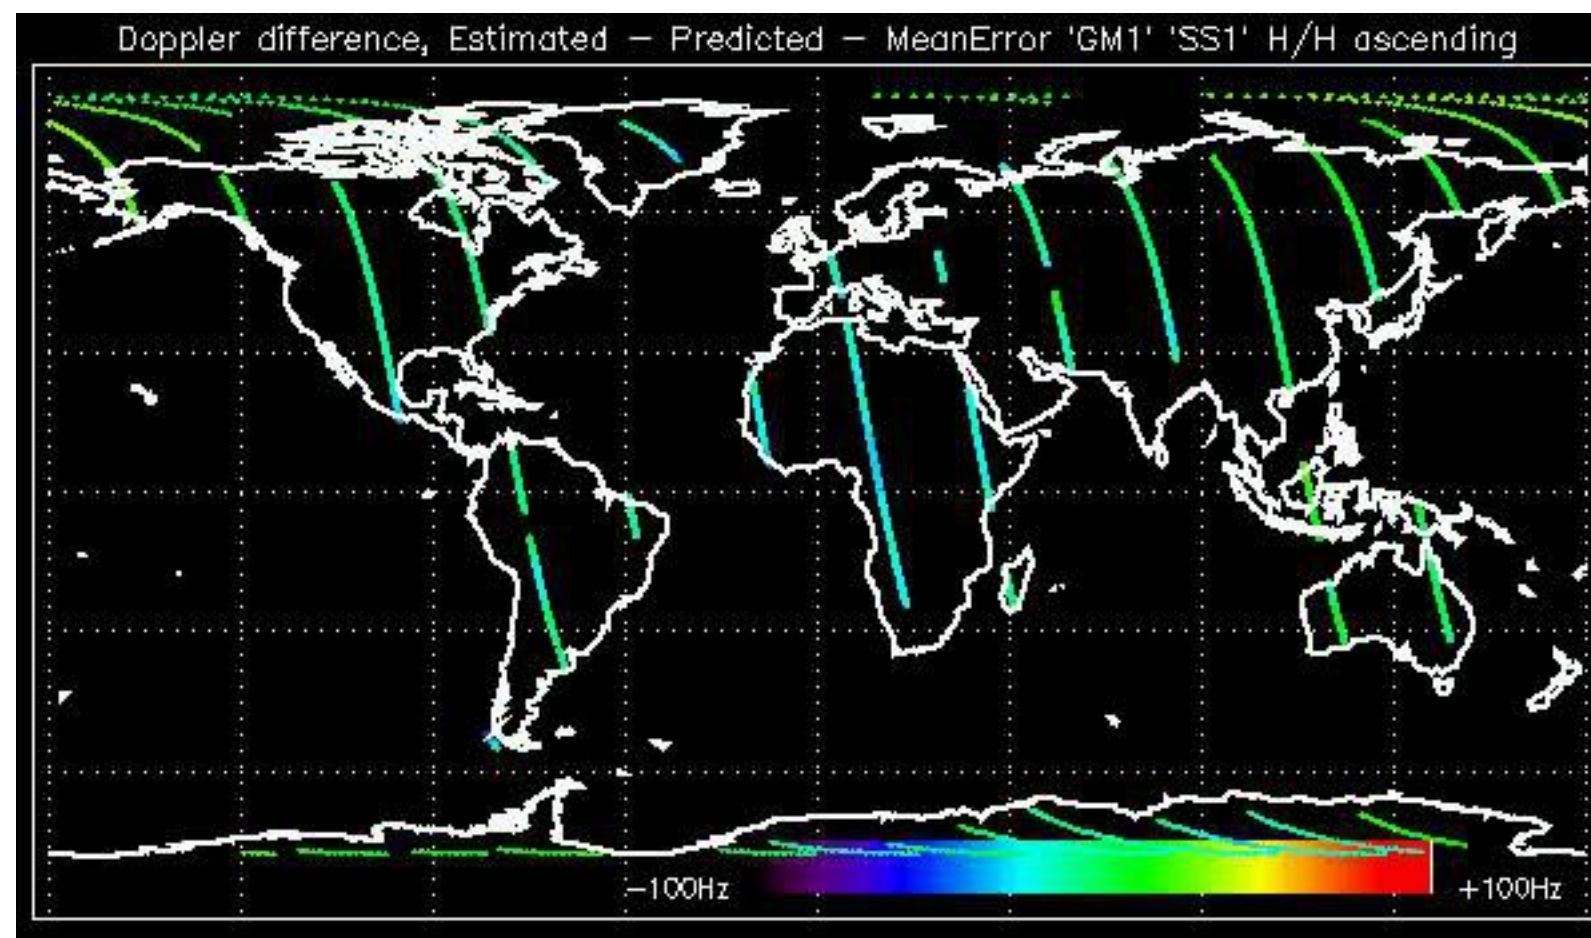 Doppler difference, Estimated – Predicted – MeanError 'GM1' 'SS1' H/H ascending
–100Hz +100Hz